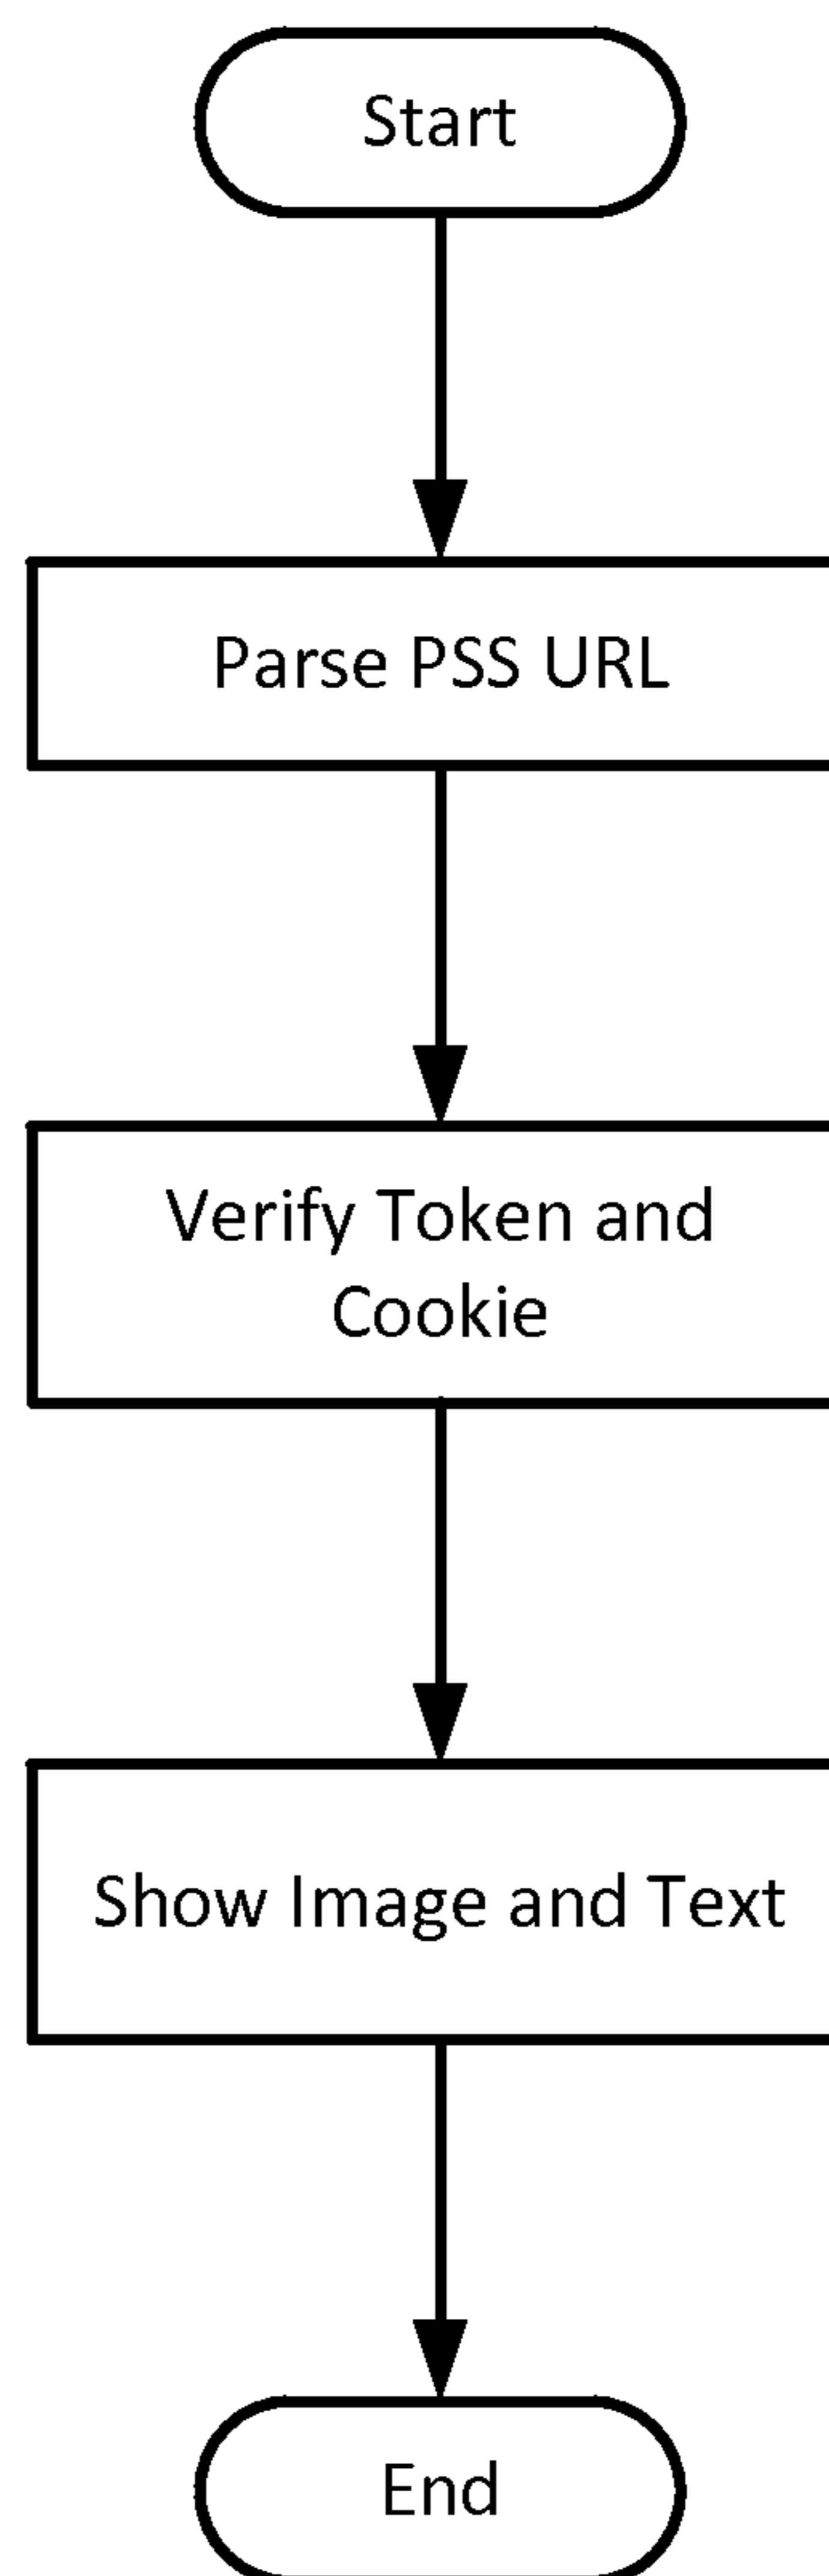 Start
Parse PSS URL
Verify Token and
Cookie
Show Image and Text
End